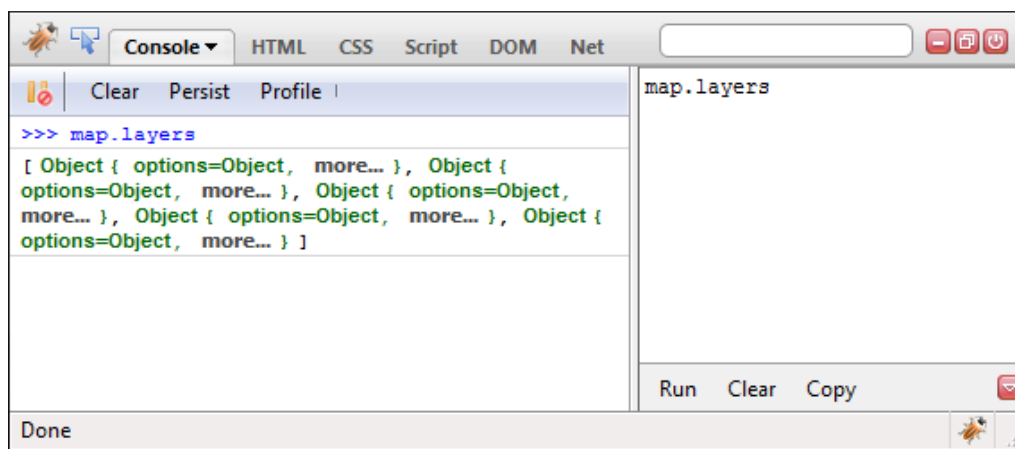 Console HTML CSS Script DOM Net
Clear Persist Profile
map.layers
>>> map.layers
[ Object { options=Object, more... }, Object {
options=Object, more... }, Object { options=Object,
more... }, Object { options=Object, more... }, Object {
options=Object, more... } ]
Run Clear Copy
Done